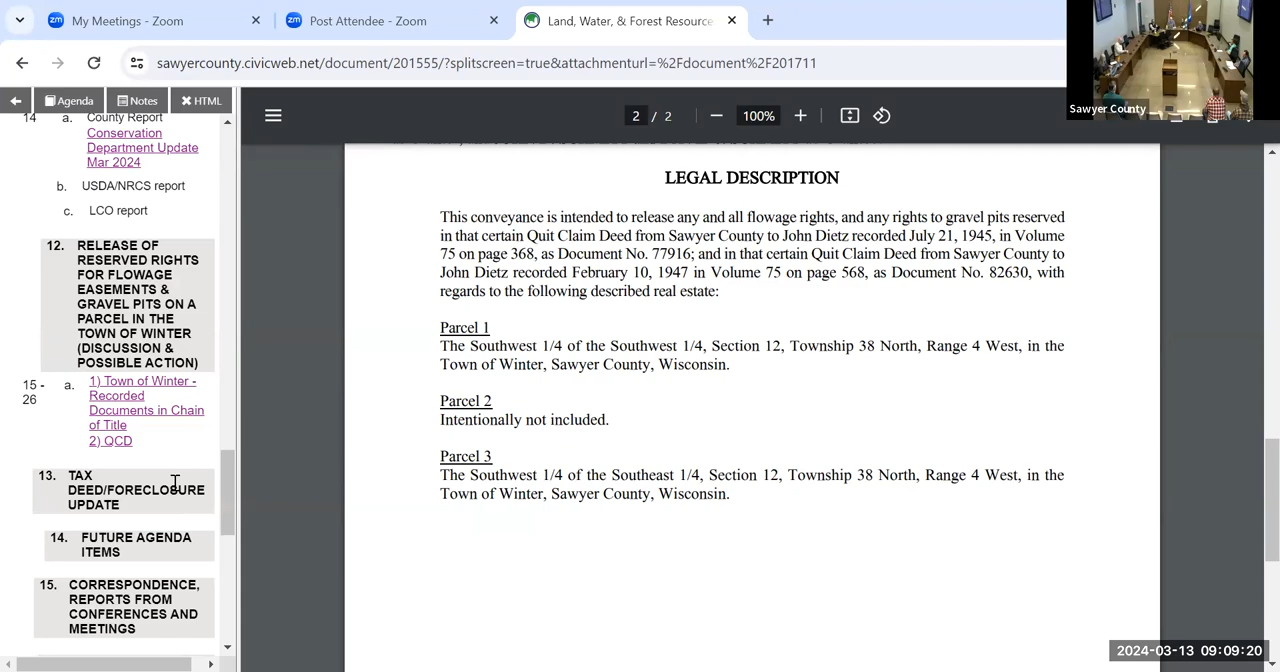 My Meetings - Zoom
Post Attendee - Zoom
Land, Water, & Forest Resource
sawyercounty.civicweb.net/document/201555/?splitscreen=true&attachmenturl=%2Fdocument%2F201711
Sawyer County
Agenda
Notes
HTML
2 / 2
100%
14
a. County Report
Conservation
Department Update
Mar 2024
b. USDA/NRCS report
c. LCO report
12. RELEASE OF
RESERVED RIGHTS
FOR FLOWAGE
EASEMENTS &
GRAVEL PITS ON A
PARCEL IN THE
TOWN OF WINTER
(DISCUSSION &
POSSIBLE ACTION)
15 -
26
a. 1) Town of Winter -
Recorded
Documents in Chain
of Title
2) QCD
13. TAX
DEED/FORECLOSURE
UPDATE
14. FUTURE AGENDA
ITEMS
15. CORRESPONDENCE,
REPORTS FROM
CONFERENCES AND
MEETINGS
LEGAL DESCRIPTION
This conveyance is intended to release any and all flowage rights, and any rights to gravel pits reserved
in that certain Quit Claim Deed from Sawyer County to John Dietz recorded July 21, 1945, in Volume
75 on page 368, as Document No. 77916; and in that certain Quit Claim Deed from Sawyer County to
John Dietz recorded February 10, 1947 in Volume 75 on page 568, as Document No. 82630, with
regards to the following described real estate:
Parcel 1
The Southwest 1/4 of the Southwest 1/4, Section 12, Township 38 North, Range 4 West, in the
Town of Winter, Sawyer County, Wisconsin.
Parcel 2
Intentionally not included.
Parcel 3
The Southwest 1/4 of the Southeast 1/4, Section 12, Township 38 North, Range 4 West, in the
Town of Winter, Sawyer County, Wisconsin.
2024-03-13 09:09:20